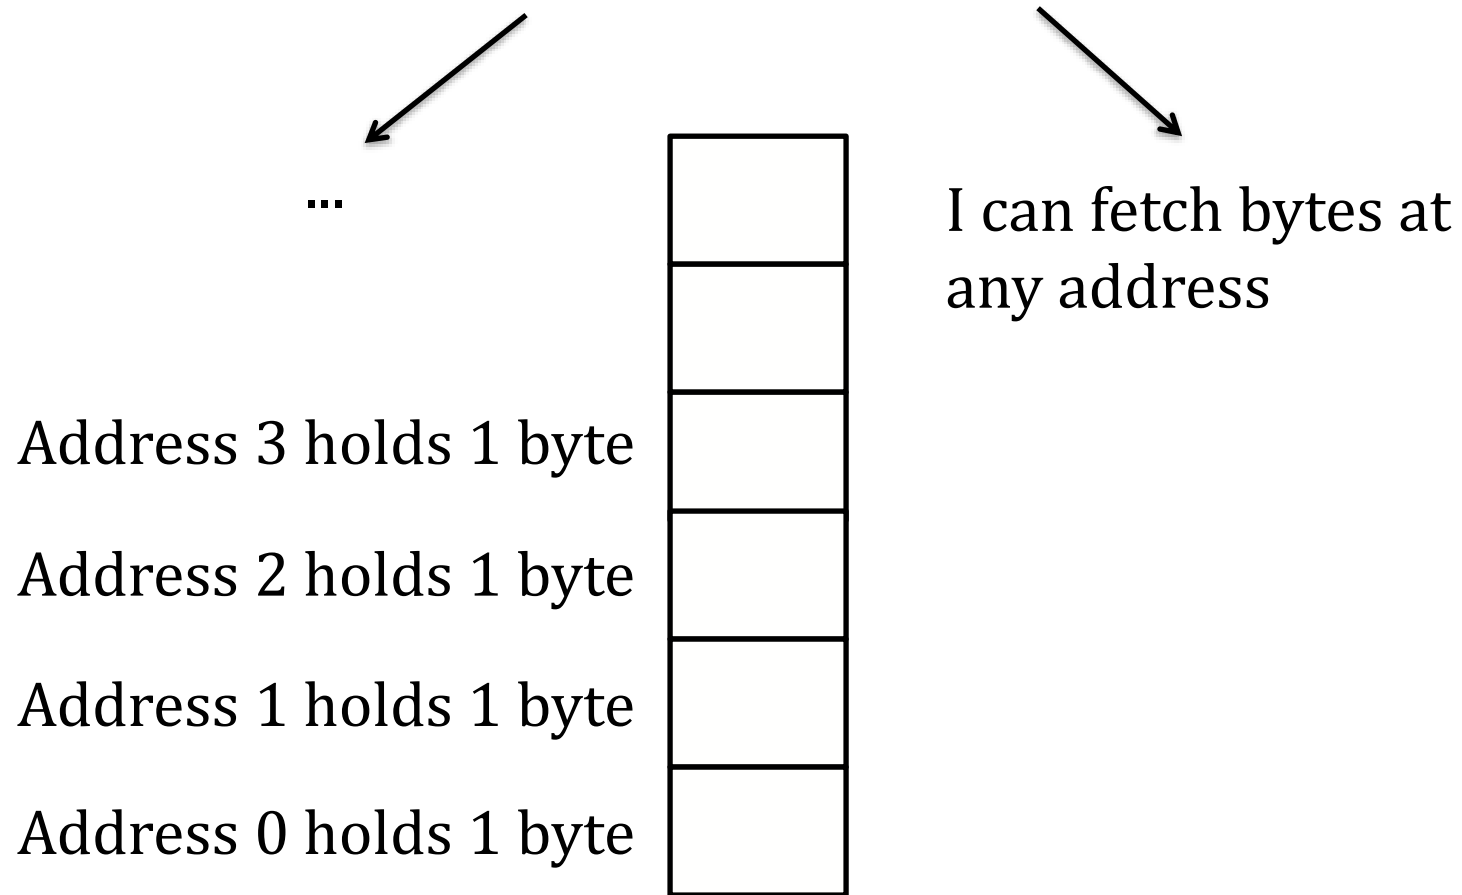 ...
I can fetch bytes at
any address
Address 3 holds 1 byte
Address 2 holds 1 byte
Address 1 holds 1 byte
Address 0 holds 1 byte